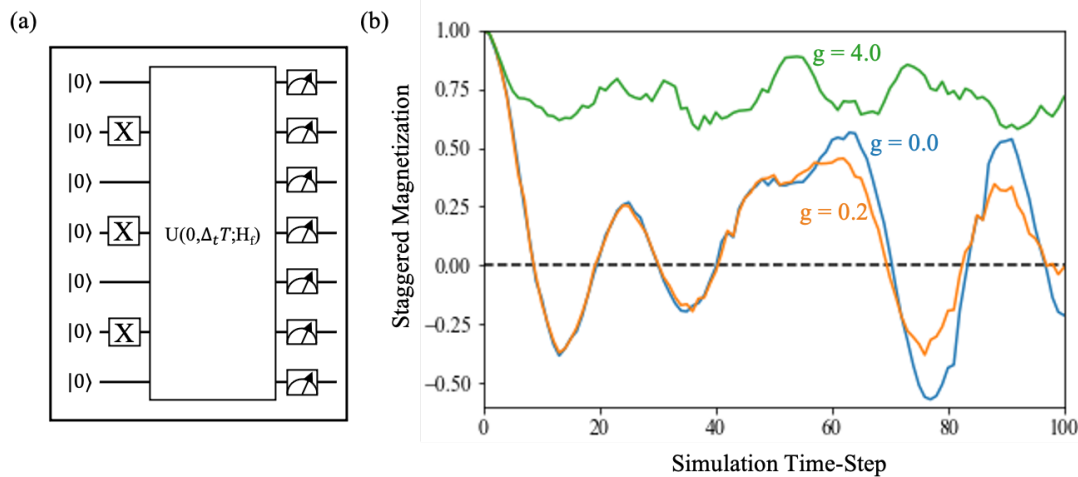 (a)
|0⟩
|0⟩ X
|0⟩
|0⟩ X
|0⟩
|0⟩ X
|0⟩
U(0,Δ_tT;H_f)
(b)
Staggered Magnetization
1.00
0.75
0.50
0.25
0.00
−0.25
−0.50
g = 4.0
g = 0.0
g = 0.2
0 20 40 60 80 100
Simulation Time-Step